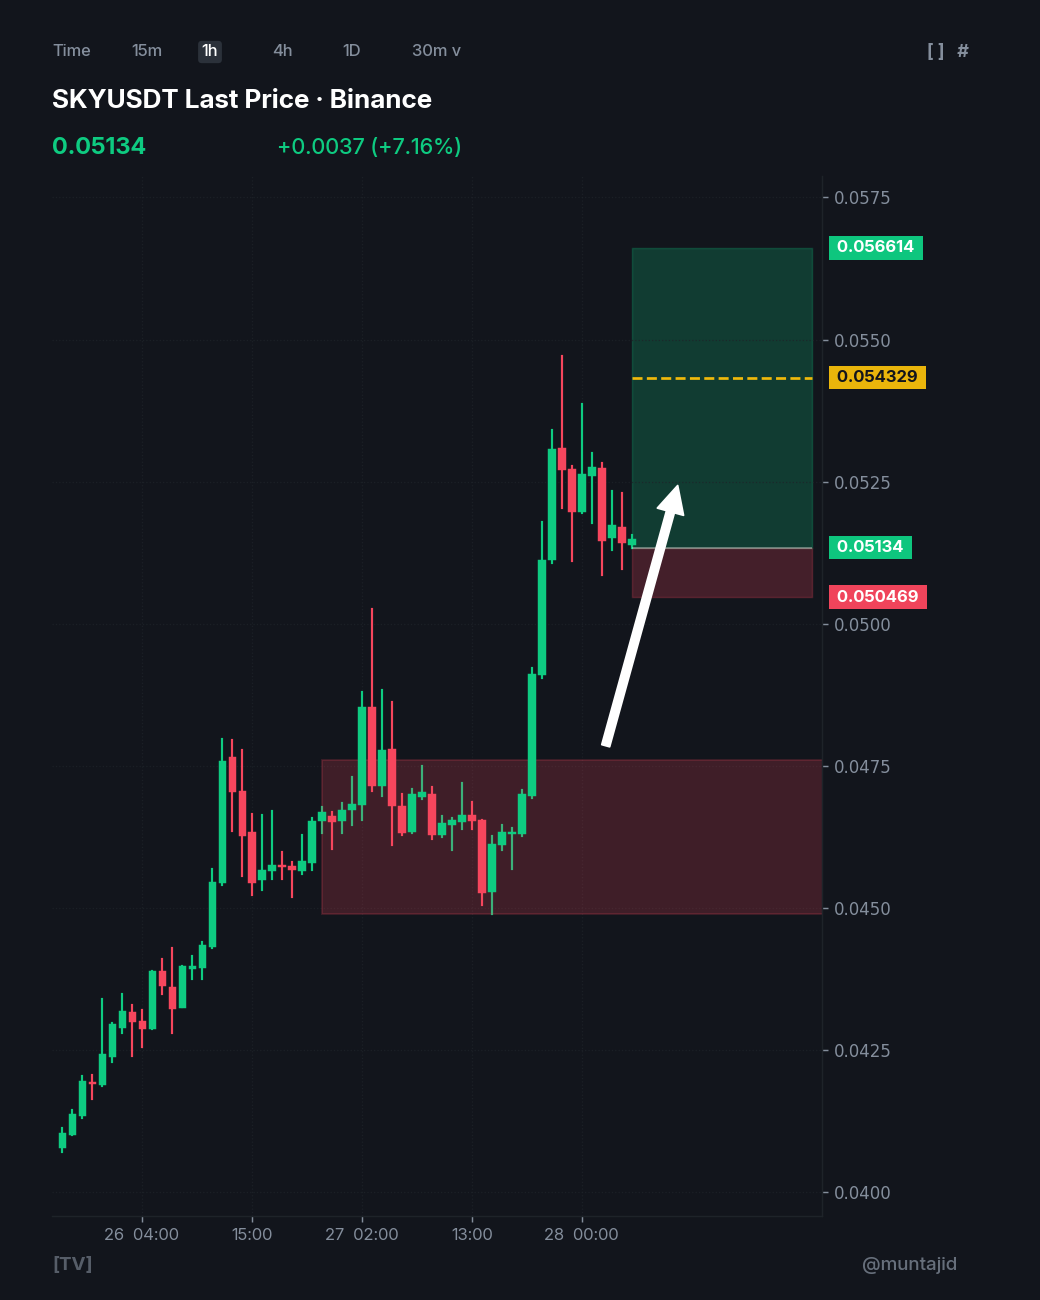 Time 15m 1h 4h 1D 30m v [ ] #
SKYUSDT Last Price · Binance
0.05134 +0.0037 (+7.16%)
0.0575
0.056614
0.0550
0.054329
0.0525
0.05134
0.050469
0.0500
0.0475
0.0450
0.0425
0.0400
26 04:00 15:00 27 02:00 13:00 28 00:00
[TV] @muntajid